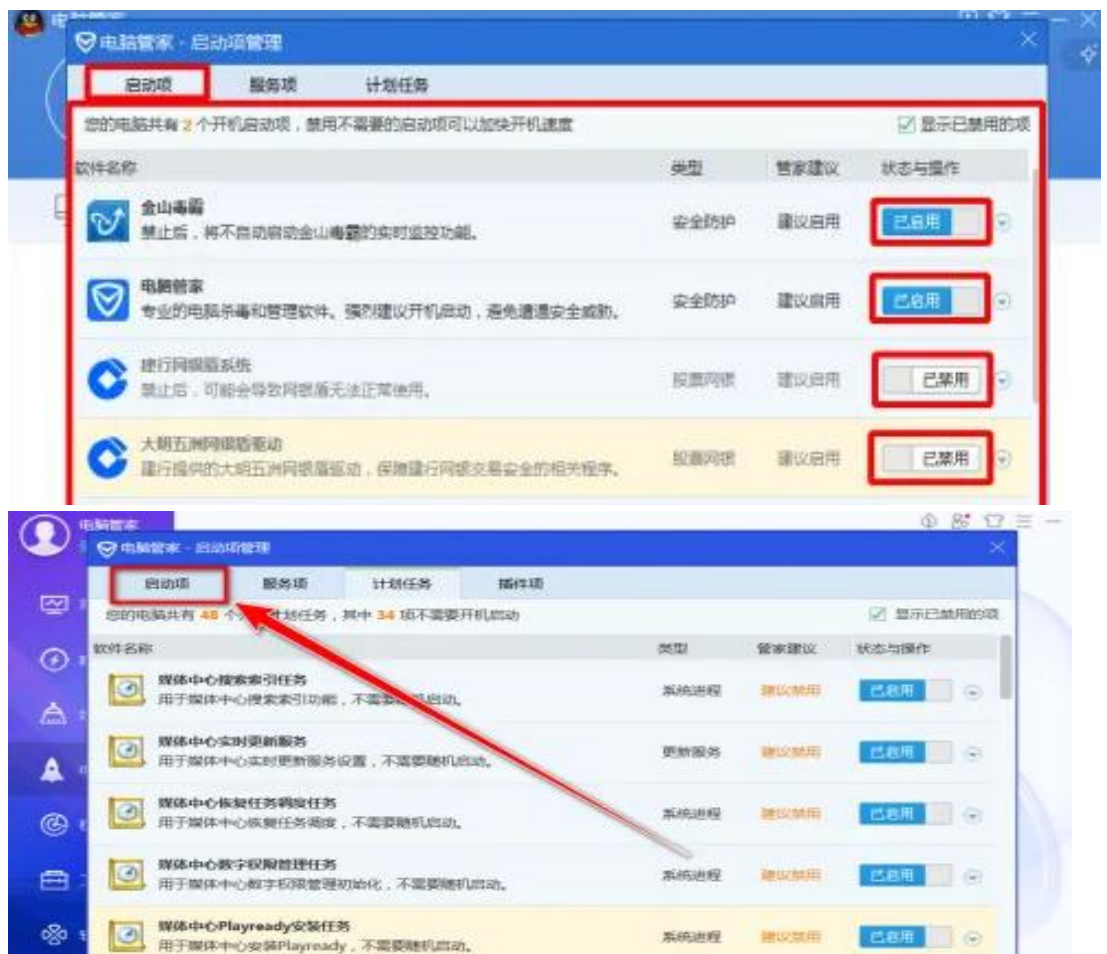 电脑管家 - 启动项管理
启动项 服务项 计划任务
您的电脑共有 2 个开机启动项，禁用不需要的启动项可以加快开机速度 显示已禁用的项
软件名称 类型 管家建议 状态与操作
金山毒霸
禁止后，将不自动启动金山毒霸的实时监控功能。 安全防护 建议启用 已启用
电脑管家
专业的电脑杀毒和管理软件。强烈建议开机启动，避免遭遇安全威胁。 安全防护 建议启用 已启用
建行网银盾系统
禁止后，可能会导致网银盾无法正常使用。 股票网银 建议启用 已禁用
大明五洲网银盾驱动
建行提供的大明五洲网银盾驱动，保障建行网银交易安全的相关程序。 股票网银 建议启用 已禁用
电脑管家
电脑管家 - 启动项管理
启动项 服务项 计划任务 插件项
您的电脑共有 48 个 计划任务，其中 34 项不需要开机启动 显示已禁用的项
软件名称 类型 管家建议 状态与操作
媒体中心搜索索引任务
用于媒体中心搜索索引功能，不需要随机启动。 系统进程 建议禁用 已启用
媒体中心实时更新服务
用于媒体中心实时更新服务设置，不需要随机启动。 更新服务 建议禁用 已启用
媒体中心恢复任务调度任务
用于媒体中心恢复任务调度，不需要随机启动。 系统进程 建议禁用 已启用
媒体中心数字权限管理任务
用于媒体中心数字权限管理初始化，不需要随机启动。 系统进程 建议禁用 已启用
媒体中心Playready安装任务
用于媒体中心安装Playready，不需要随机启动。 系统进程 建议禁用 已启用